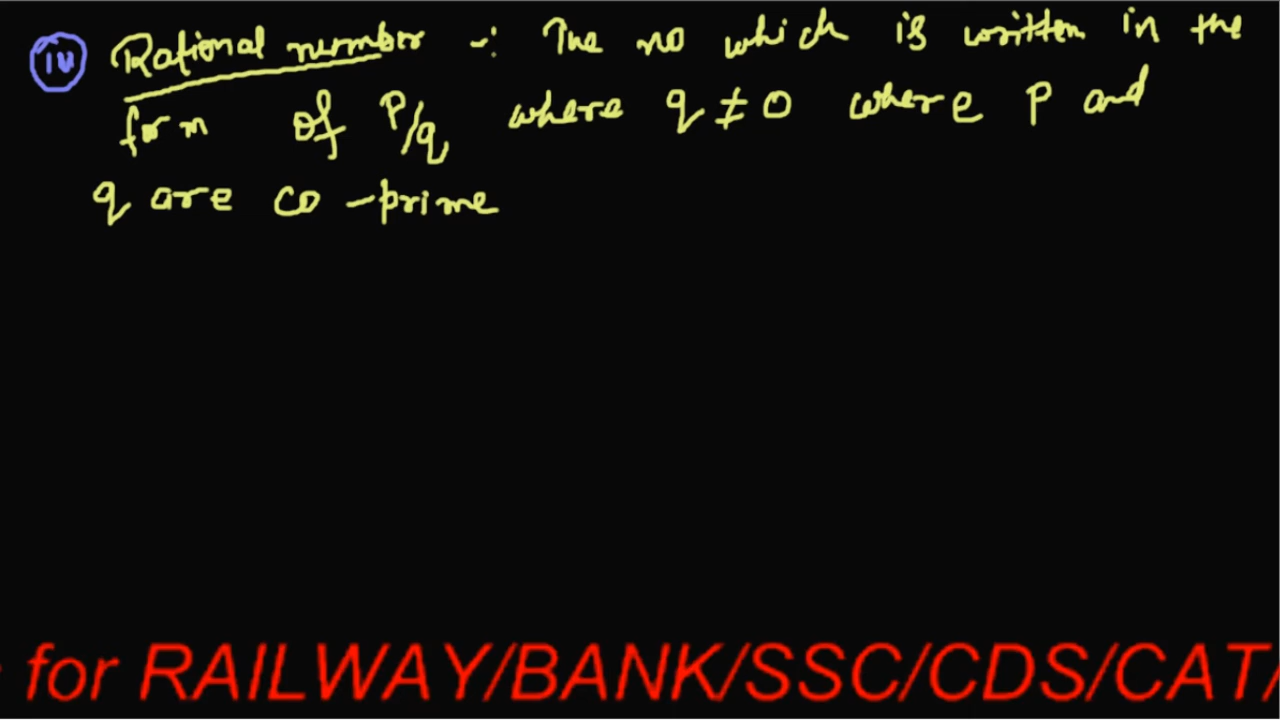 iv Rational number -: The no which is written in the
form of P/q where q ≠ 0 where P and
q are co-prime
for RAILWAY/BANK/SSC/CDS/CAT/